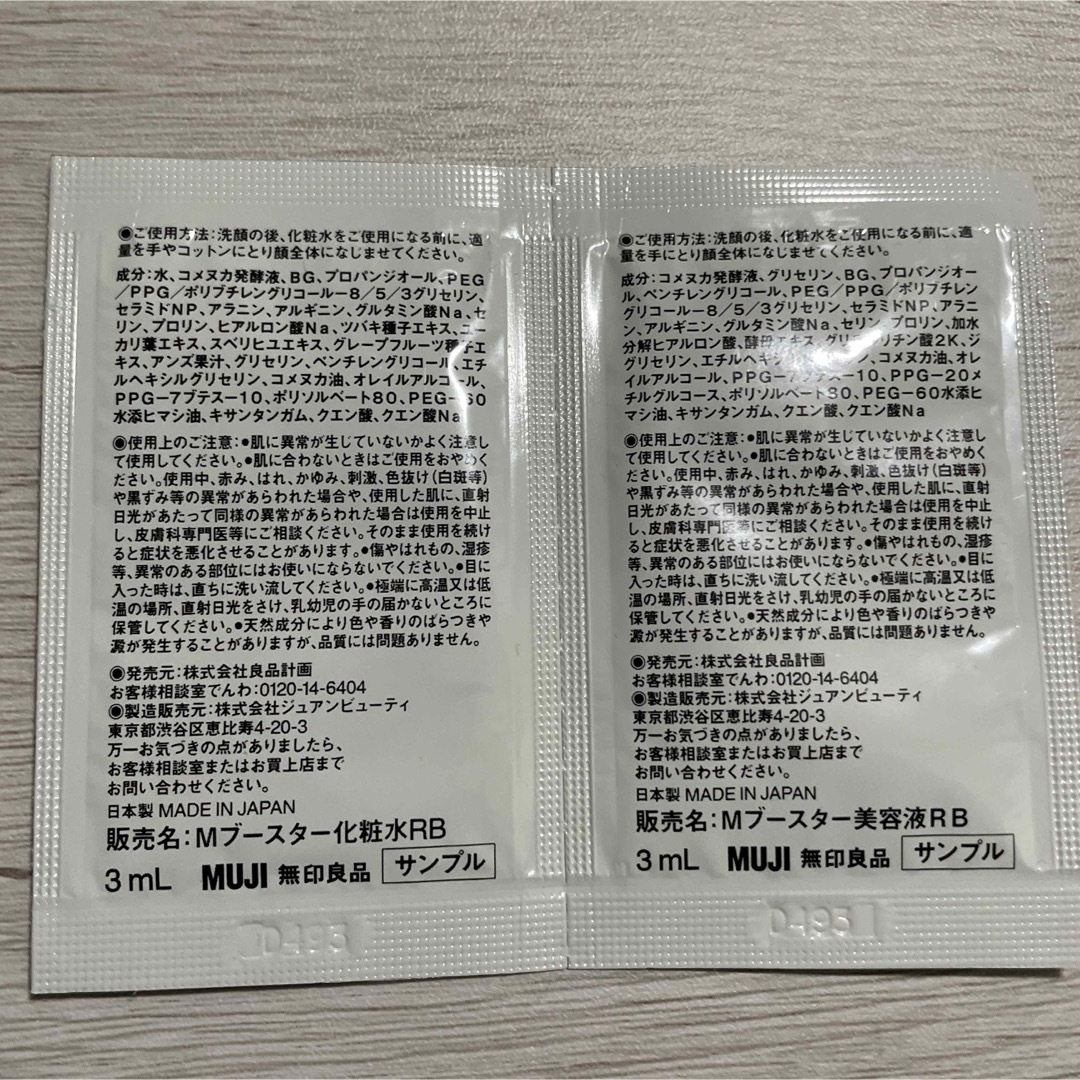 ◉ご使用方法：洗顔の後、化粧水をご使用になる前に、適
量を手やコットンにとり顔全体になじませてください。
成分：水、コメヌカ発酵液、BG、プロパンジオール、PEG
／PPG／ポリブチレングリコールー8／5／3グリセリン、
セラミドNP、アラニン、アルギニン、グルタミン酸Na、セ
リン、プロリン、ヒアルロン酸Na、ツバキ種子エキス、ユー
カリ葉エキス、スベリヒユエキス、グレープフルーツ種子エ
キス、アンズ果汁、グリセリン、ペンチレングリコール、エチ
ルヘキシルグリセリン、コメヌカ油、オレイルアルコール、
PPG－7ブテスー10、ポリソルベート80、PEG－60
水添ヒマシ油、キサンタンガム、クエン酸、クエン酸Na
◉使用上のご注意：●肌に異常が生じていないかよく注意し
て使用してください。●肌に合わないときはご使用をおやめく
ださい。使用中、赤み、はれ、かゆみ、刺激、色抜け（白斑等）
や黒ずみ等の異常があらわれた場合や、使用した肌に、直射
日光があたって同様の異常があらわれた場合は使用を中止
し、皮膚科専門医等にご相談ください。そのまま使用を続け
ると症状を悪化させることがあります。●傷やはれもの、湿疹
等、異常のある部位にはお使いにならないでください。●目に
入った時は、直ちに洗い流してください。●極端に高温又は低
温の場所、直射日光をさけ、乳幼児の手の届かないところに
保管してください。●天然成分により色や香りのばらつきや
澱が発生することがありますが、品質には問題ありません。
◉発売元：株式会社良品計画
お客様相談室でんわ：0120-14-6404
◉製造販売元：株式会社ジュアンビューティ
東京都渋谷区恵比寿4-20-3
万一お気づきの点がありましたら、
お客様相談室またはお買上店まで
お問い合わせください。
日本製 MADE IN JAPAN
販売名：Mブースター化粧水RB
3mL MUJI 無印良品 サンプル
◉ご使用方法：洗顔の後、化粧水をご使用になる前に、適
量を手にとり顔全体になじませてください。
成分：コメヌカ発酵液、グリセリン、BG、プロパンジオー
ル、ペンチレングリコール、PEG／PPG／ポリブチレン
グリコールー8／5／3グリセリン、セラミドNP、アラニ
ン、アルギニン、グルタミン酸Na、セリン、プロリン、加水
分解ヒアルロン酸、酵母エキス、グリチルリチン酸2K、ジ
グリセリン、エチルヘキシルグリセリン、コメヌカ油、オレ
イルアルコール、PPG－7ブテスー10、PPG－20メ
チルグルコース、ポリソルベート80、PEG－60水添ヒ
マシ油、キサンタンガム、クエン酸、クエン酸Na
◉使用上のご注意：●肌に異常が生じていないかよく注意し
て使用してください。●肌に合わないときはご使用をおやめく
ださい。使用中、赤み、はれ、かゆみ、刺激、色抜け（白斑等）
や黒ずみ等の異常があらわれた場合や、使用した肌に、直射
日光があたって同様の異常があらわれた場合は使用を中止
し、皮膚科専門医等にご相談ください。そのまま使用を続け
ると症状を悪化させることがあります。●傷やはれもの、湿疹
等、異常のある部位にはお使いにならないでください。●目に
入った時は、直ちに洗い流してください。●極端に高温又は低
温の場所、直射日光をさけ、乳幼児の手の届かないところに
保管してください。●天然成分により色や香りのばらつきや
澱が発生することがありますが、品質には問題ありません。
◉発売元：株式会社良品計画
お客様相談室でんわ：0120-14-6404
◉製造販売元：株式会社ジュアンビューティ
東京都渋谷区恵比寿4-20-3
万一お気づきの点がありましたら、
お客様相談室またはお買上店まで
お問い合わせください。
日本製 MADE IN JAPAN
販売名：Mブースター美容液RB
3mL MUJI 無印良品 サンプル